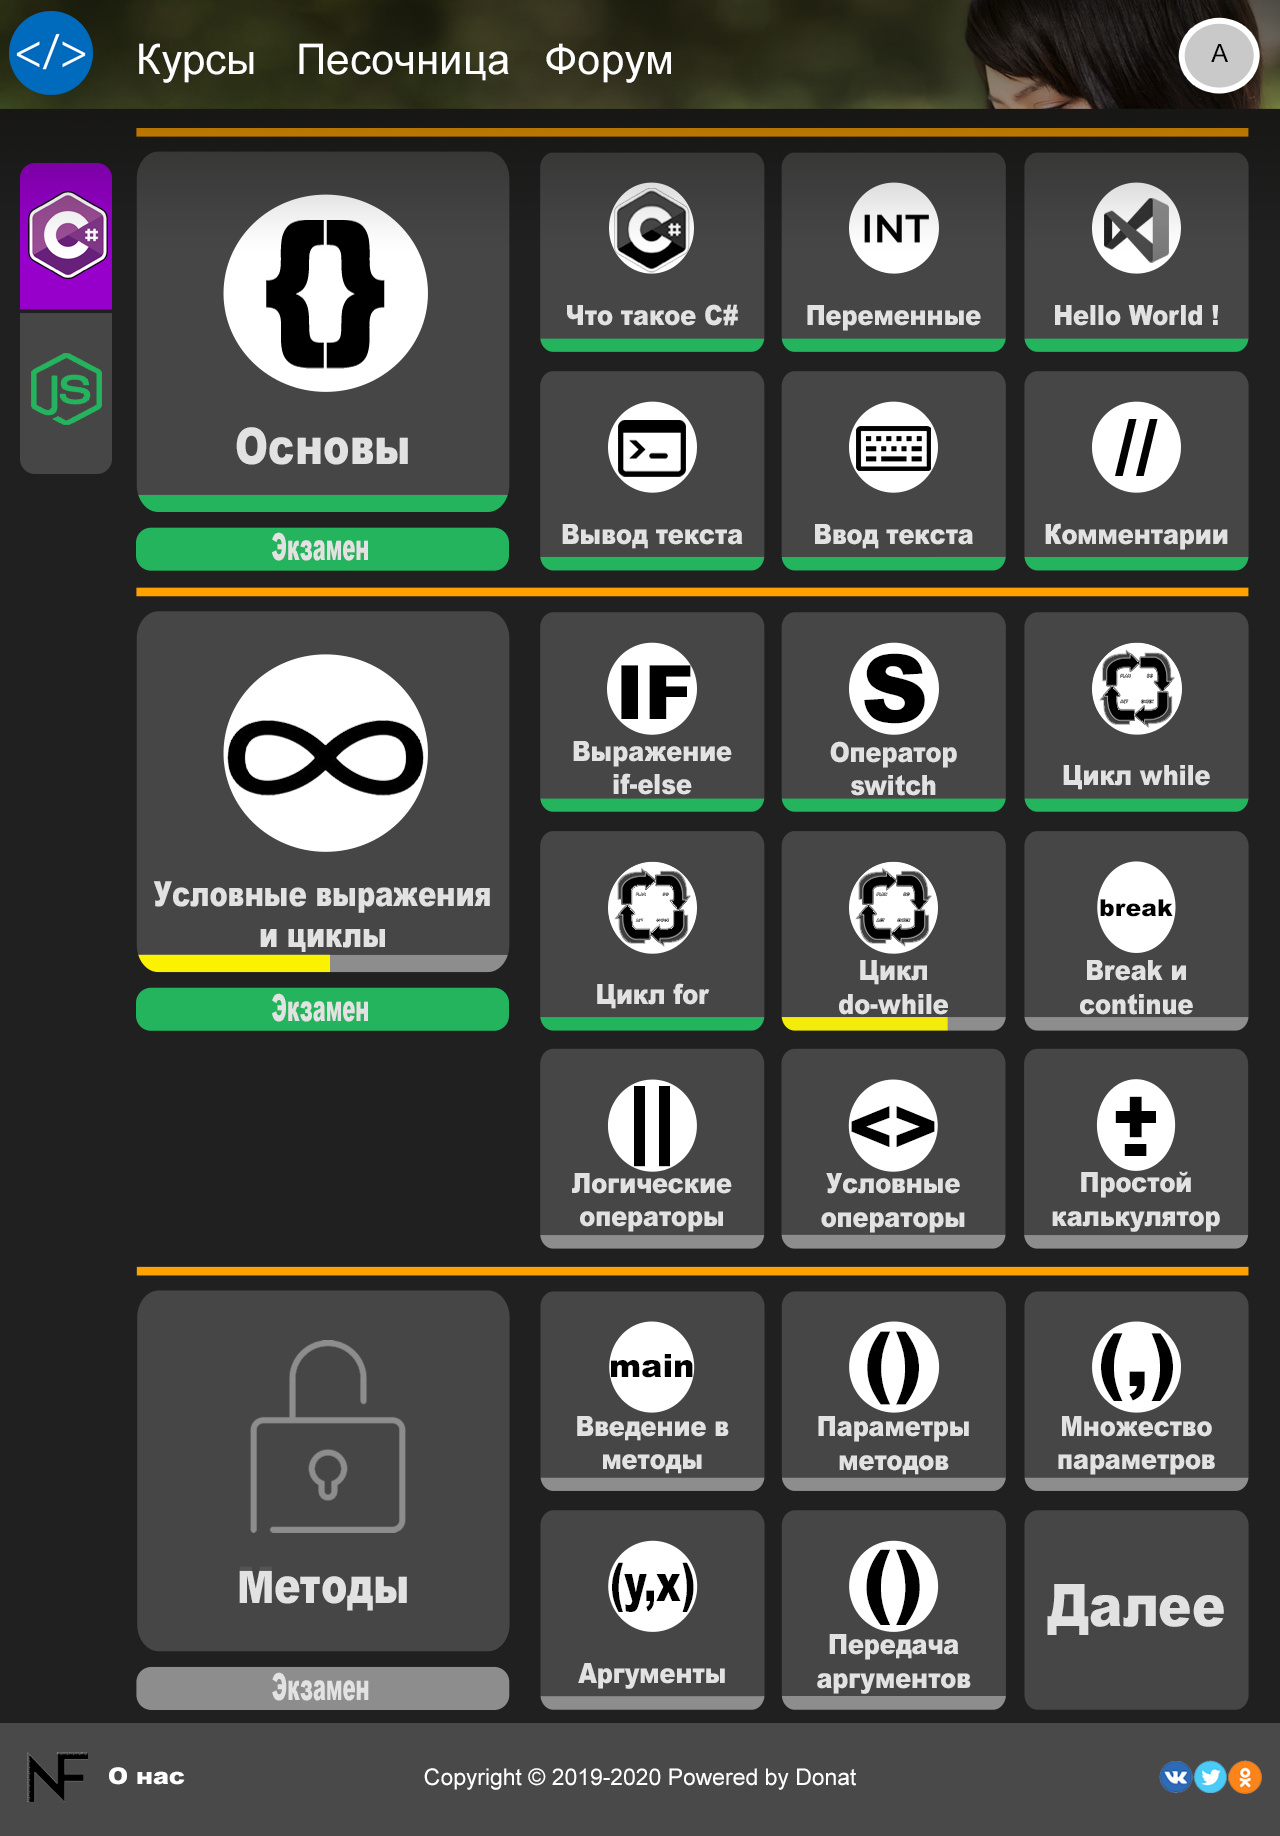 </> Курсы Песочница Форум A
C#
JS
{}
Основы
Экзамен
C#
Что такое C#
INT
Переменные
Hello World !
Вывод текста
Ввод текста
//
Комментарии
Условные выражения
и циклы
Экзамен
IF
Выражение
if-else
S
Оператор
switch
Цикл while
Цикл for
Цикл
do-while
break
Break и
continue
||
Логические
операторы
<>
Условные
операторы
±
Простой
калькулятор
Методы
Экзамен
main
Введение в
методы
()
Параметры
методов
(,)
Множество
параметров
(y,x)
Аргументы
()
Передача
аргументов
Далее
NF О нас
Copyright © 2019-2020 Powered by Donat